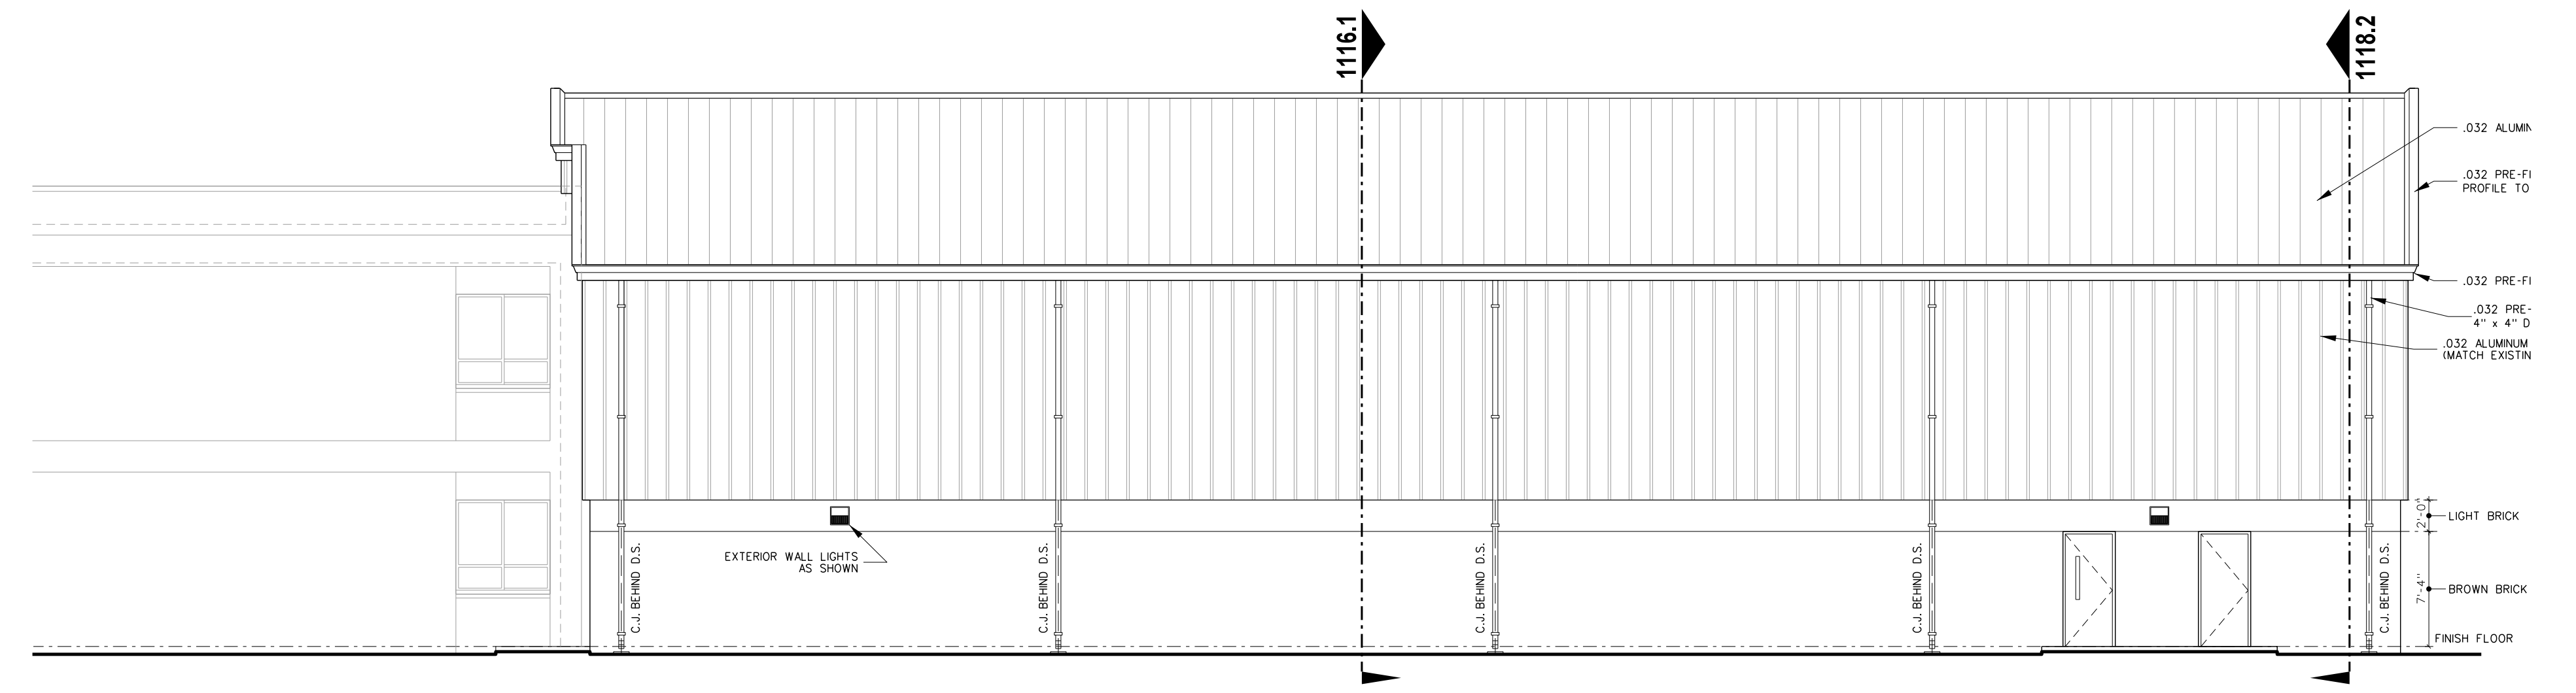 1116.1
1118.2
.032 ALUMIN
.032 PRE-FI
PROFILE TO
.032 PRE-FI
.032 PRE-
4" x 4" D
.032 ALUMINUM
(MATCH EXISTIN
2'-0"
LIGHT BRICK
EXTERIOR WALL LIGHTS
AS SHOWN
C.J. BEHIND D.S.
C.J. BEHIND D.S.
C.J. BEHIND D.S.
C.J. BEHIND D.S.
C.J. BEHIND D.S.
7'-4"
BROWN BRICK
FINISH FLOOR